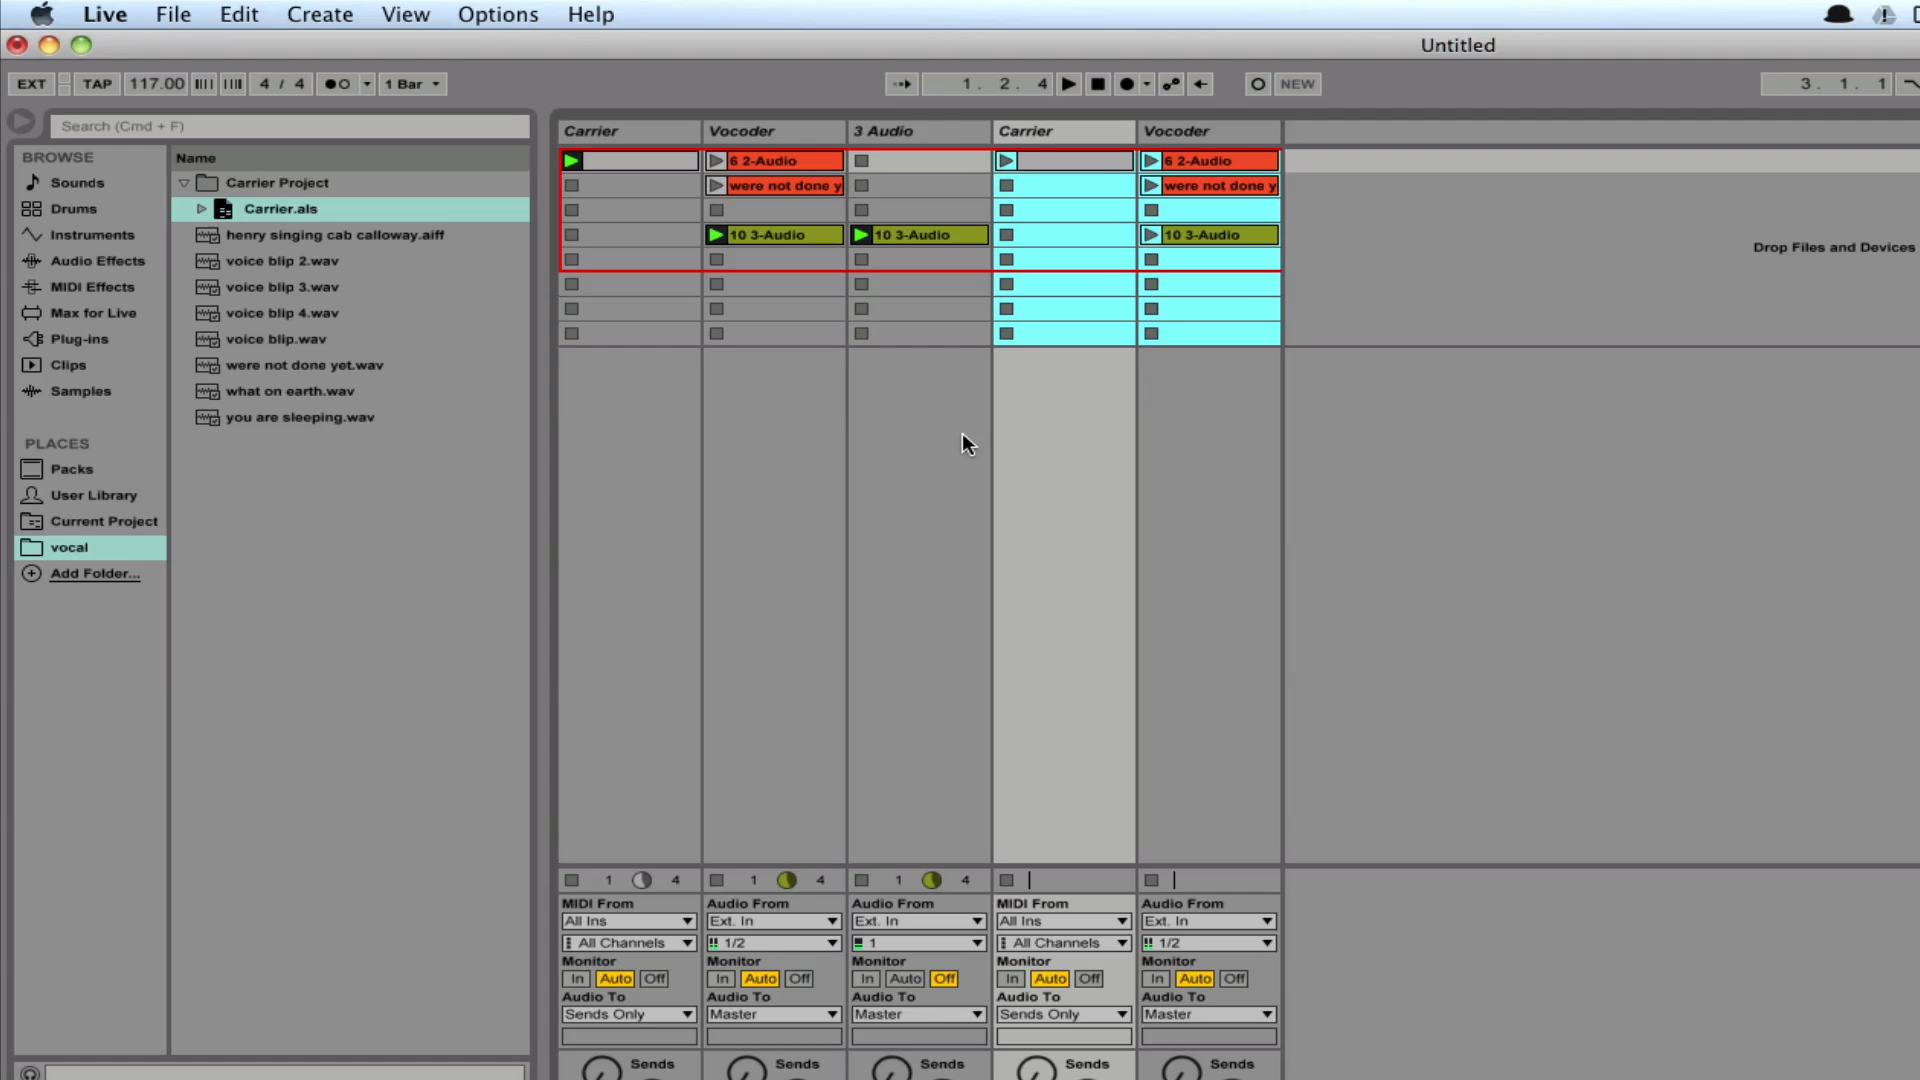 Live File Edit Create View Options Help
Untitled
EXT TAP 117.00 4 / 4 1 Bar 1. 2. 4 NEW 3. 1. 1
Search (Cmd + F)
BROWSE
Sounds
Drums
Instruments
Audio Effects
MIDI Effects
Max for Live
Plug-ins
Clips
Samples
PLACES
Packs
User Library
Current Project
vocal
Add Folder...
Name
Carrier Project
Carrier.als
henry singing cab calloway.aiff
voice blip 2.wav
voice blip 3.wav
voice blip 4.wav
voice blip.wav
were not done yet.wav
what on earth.wav
you are sleeping.wav
Carrier Vocoder 3 Audio Carrier Vocoder
6 2-Audio 6 2-Audio
were not done y were not done y
10 3-Audio 10 3-Audio 10 3-Audio
Drop Files and Devices
1 4 1 4 1 4
MIDI From Audio From Audio From MIDI From Audio From
All Ins Ext. In Ext. In All Ins Ext. In
All Channels 1/2 1 All Channels 1/2
Monitor Monitor Monitor Monitor Monitor
In Auto Off In Auto Off In Auto Off In Auto Off In Auto Off
Audio To Audio To Audio To Audio To Audio To
Sends Only Master Master Sends Only Master
Sends Sends Sends Sends Sends